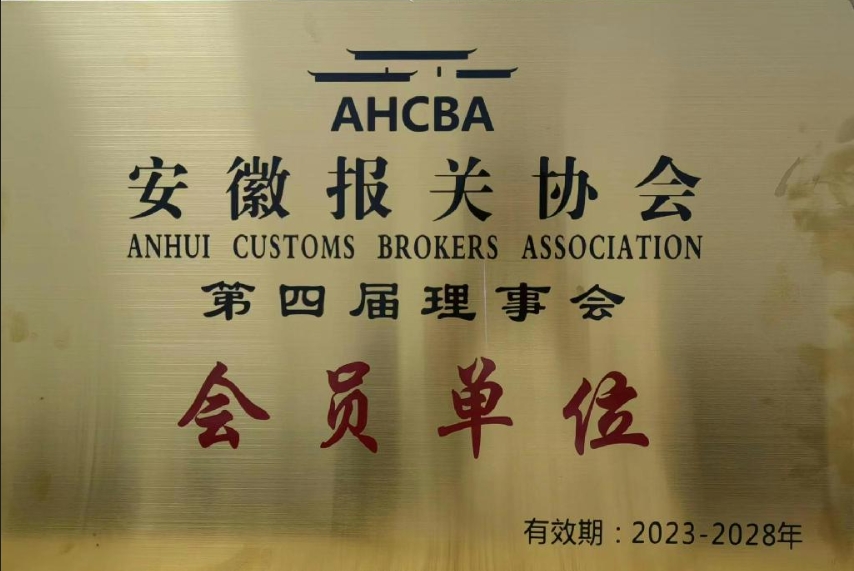 AHCBA
安徽报关协会
ANHUI CUSTOMS BROKERS ASSOCIATION
第四届理事会
会员单位
有效期：2023-2028年